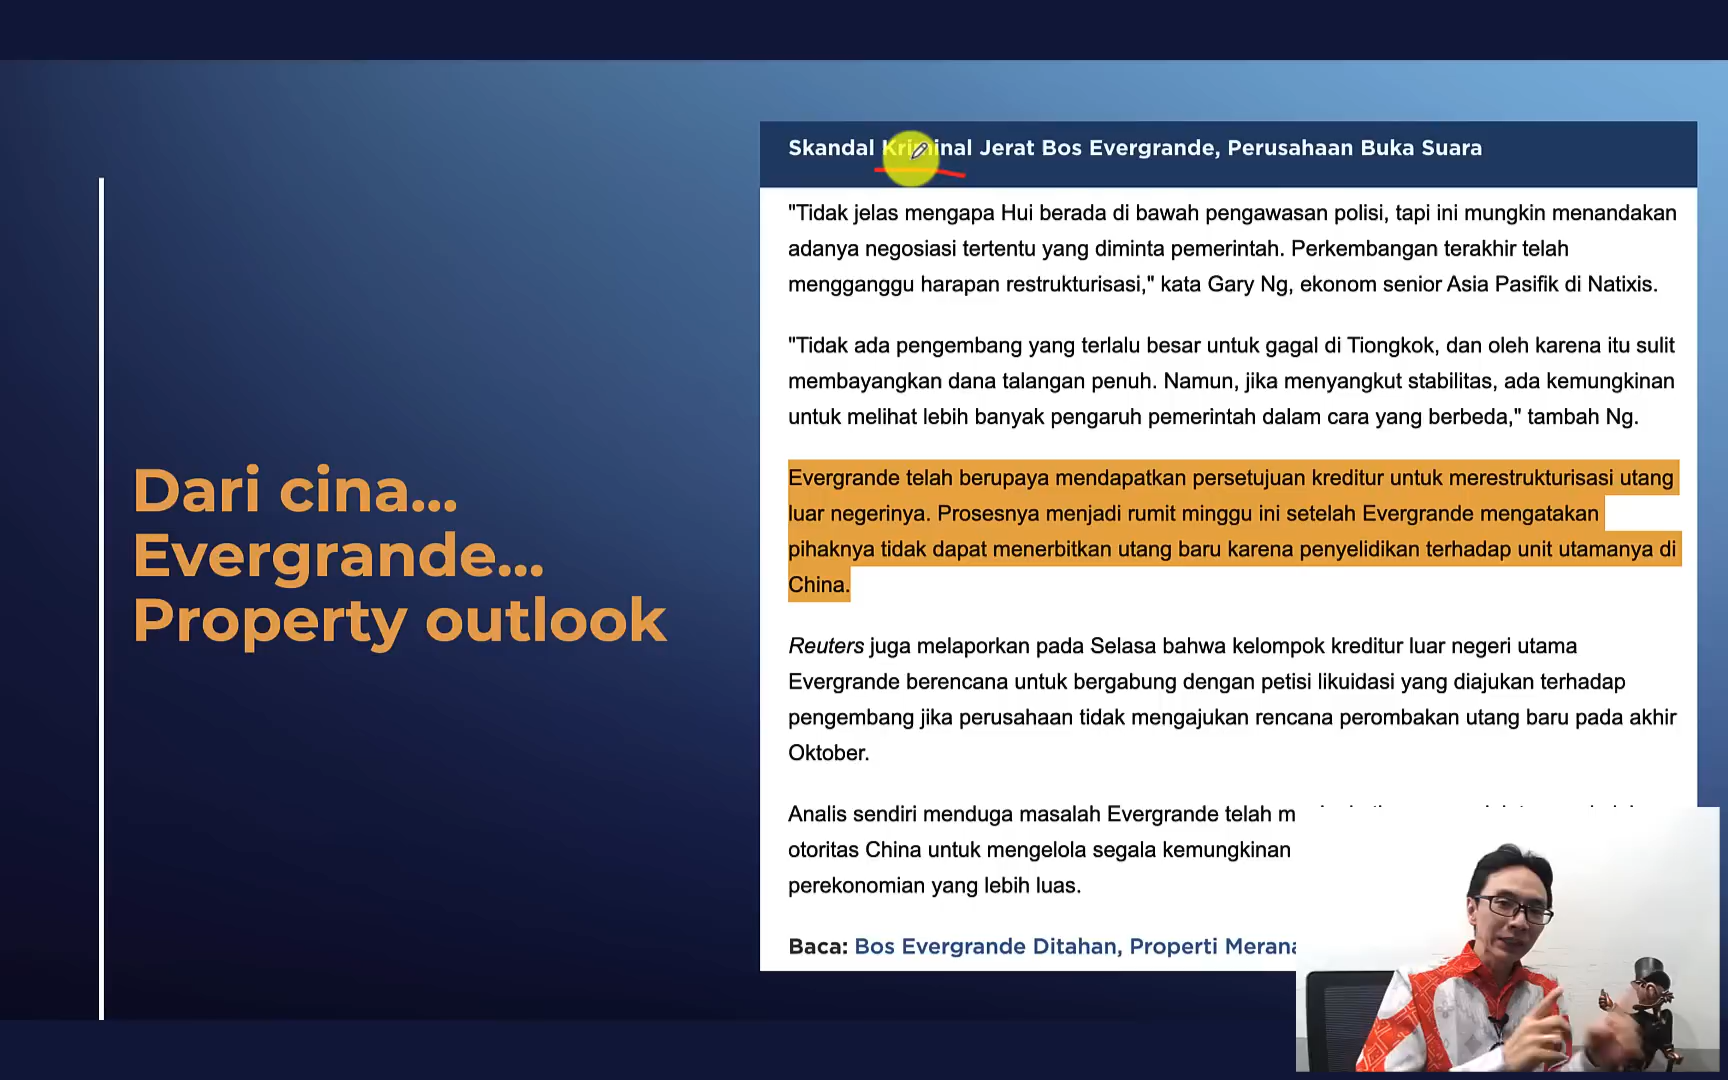 Dari cina...
Evergrande...
Property outlook
Skandal Kriminal Jerat Bos Evergrande, Perusahaan Buka Suara
"Tidak jelas mengapa Hui berada di bawah pengawasan polisi, tapi ini mungkin menandakan
adanya negosiasi tertentu yang diminta pemerintah. Perkembangan terakhir telah
mengganggu harapan restrukturisasi," kata Gary Ng, ekonom senior Asia Pasifik di Natixis.
"Tidak ada pengembang yang terlalu besar untuk gagal di Tiongkok, dan oleh karena itu sulit
membayangkan dana talangan penuh. Namun, jika menyangkut stabilitas, ada kemungkinan
untuk melihat lebih banyak pengaruh pemerintah dalam cara yang berbeda," tambah Ng.
Evergrande telah berupaya mendapatkan persetujuan kreditur untuk merestrukturisasi utang
luar negerinya. Prosesnya menjadi rumit minggu ini setelah Evergrande mengatakan
pihaknya tidak dapat menerbitkan utang baru karena penyelidikan terhadap unit utamanya di
China.
Reuters juga melaporkan pada Selasa bahwa kelompok kreditur luar negeri utama
Evergrande berencana untuk bergabung dengan petisi likuidasi yang diajukan terhadap
pengembang jika perusahaan tidak mengajukan rencana perombakan utang baru pada akhir
Oktober.
Analis sendiri menduga masalah Evergrande telah
otoritas China untuk mengelola segala kemungkinan
perekonomian yang lebih luas.
Baca: Bos Evergrande Ditahan, Properti Merana